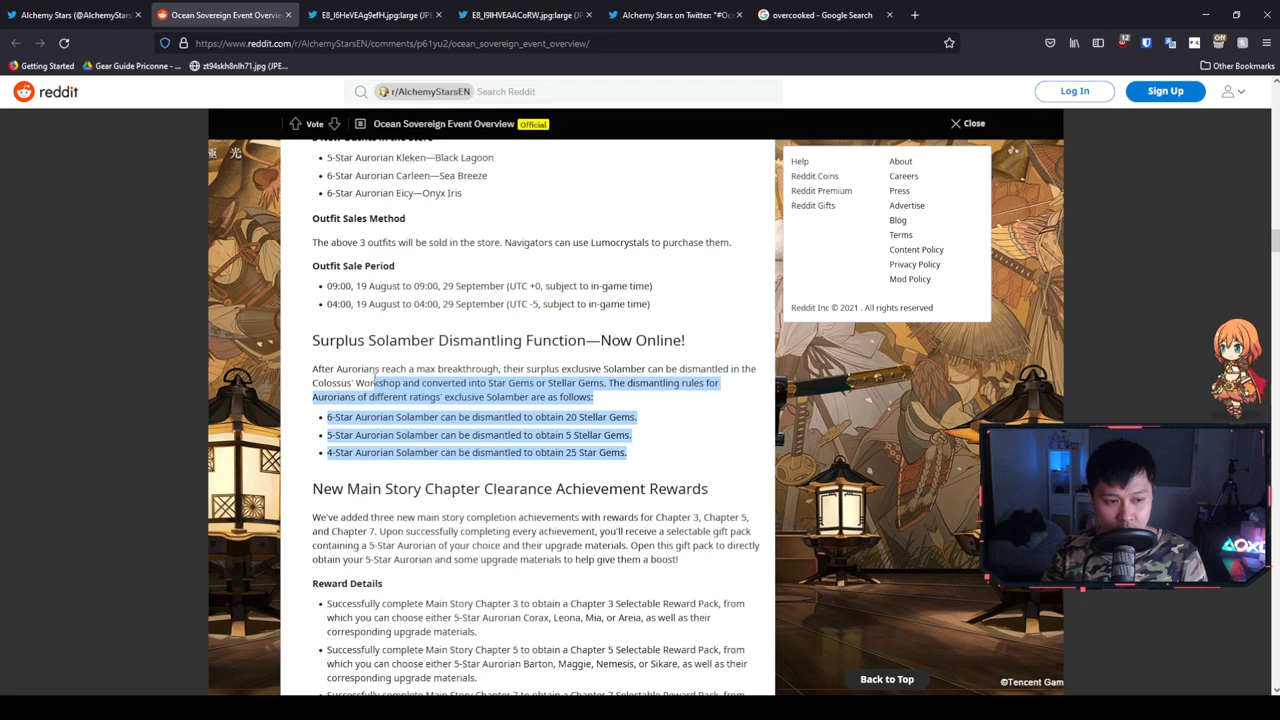 Alchemy Stars (@AlchemyStars
Ocean Sovereign Event Overview
E8_I6HeVEAg9efH.jpg:large (JPE
E8_I9IHVEAACoRW.jpg:large (JPE
Alchemy Stars on Twitter: "#Oc
overcooked - Google Search
https://www.reddit.com/r/AlchemyStarsEN/comments/p61yu2/ocean_sovereign_event_overview/
12
Off
Getting Started
Gear Guide Priconne - ...
zt94skh8nlh71.jpg (JPE...
Other Bookmarks
reddit
r/AlchemyStarsEN
Search Reddit
Log In
Sign Up
Vote
Ocean Sovereign Event Overview
Official
Close
極光
• 5-Star Aurorian Kleken—Black Lagoon
• 6-Star Aurorian Carleen—Sea Breeze
• 6-Star Aurorian Eicy—Onyx Iris
Outfit Sales Method
The above 3 outfits will be sold in the store. Navigators can use Lumocrystals to purchase them.
Outfit Sale Period
• 09:00, 19 August to 09:00, 29 September (UTC +0, subject to in-game time)
• 04:00, 19 August to 04:00, 29 September (UTC -5, subject to in-game time)
Surplus Solamber Dismantling Function—Now Online!
After Aurorians reach a max breakthrough, their surplus exclusive Solamber can be dismantled in the
Colossus' Workshop and converted into Star Gems or Stellar Gems. The dismantling rules for
Aurorians of different ratings' exclusive Solamber are as follows:
• 6-Star Aurorian Solamber can be dismantled to obtain 20 Stellar Gems.
• 5-Star Aurorian Solamber can be dismantled to obtain 5 Stellar Gems.
• 4-Star Aurorian Solamber can be dismantled to obtain 25 Star Gems.
New Main Story Chapter Clearance Achievement Rewards
We've added three new main story completion achievements with rewards for Chapter 3, Chapter 5,
and Chapter 7. Upon successfully completing every achievement, you'll receive a selectable gift pack
containing a 5-Star Aurorian of your choice and their upgrade materials. Open this gift pack to directly
obtain your 5-Star Aurorian and some upgrade materials to help give them a boost!
Reward Details
• Successfully complete Main Story Chapter 3 to obtain a Chapter 3 Selectable Reward Pack, from
which you can choose either 5-Star Aurorian Corax, Leona, Mia, or Areia, as well as their
corresponding upgrade materials.
• Successfully complete Main Story Chapter 5 to obtain a Chapter 5 Selectable Reward Pack, from
which you can choose either 5-Star Aurorian Barton, Maggie, Nemesis, or Sikare, as well as their
corresponding upgrade materials.
Help
About
Reddit Coins
Careers
Reddit Premium
Press
Reddit Gifts
Advertise
Blog
Terms
Content Policy
Privacy Policy
Mod Policy
Reddit Inc © 2021 . All rights reserved
Back to Top
©Tencent Gam